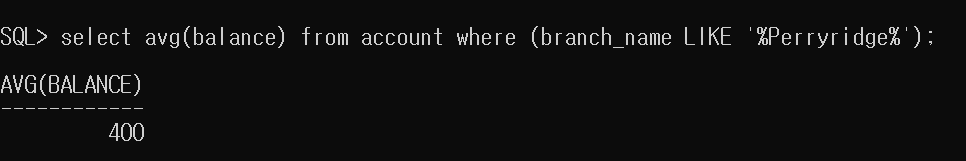 SQL> select avg(balance) from account where (branch_name LIKE '%Perryridge%');
AVG(BALANCE)
------------
400